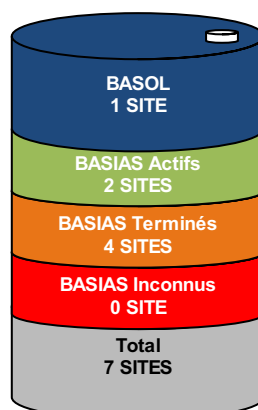 BASOL
1 SITE
BASIAS Actifs
2 SITES
BASIAS Terminés
4 SITES
BASIAS Inconnus
0 SITE
Total
7 SITES